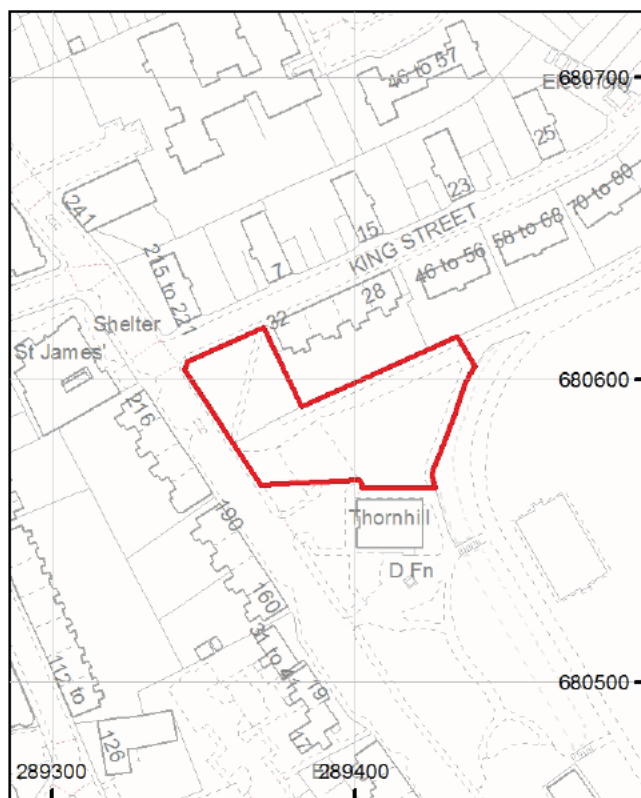 46 to 57
680700
Electricity
25
241
23
70 to 80
15
KING STREET
58 to 68
215 to 221
7
46 to 56
28
32
Shelter
St James'
680600
216
190
Thornhill
D Fn
160
31 to 41
19
680500
112 to
126
17
289300
289400